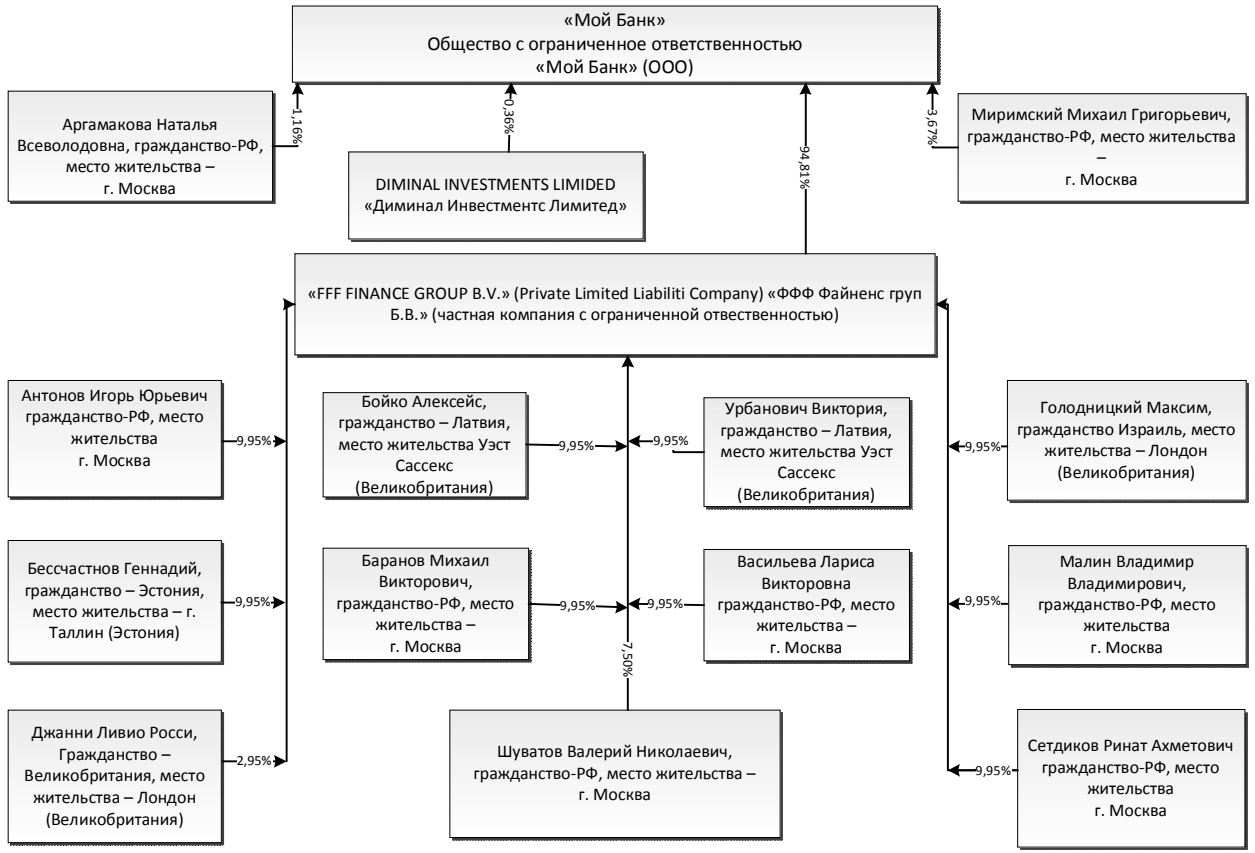 «Мой Банк»
Общество с ограниченное ответственностью
«Мой Банк» (ООО)
1,16%
0,36%
94,81%
3,67%
Аргамакова Наталья
Всеволодовна, гражданство-РФ,
место жительства –
г. Москва
DIMINAL INVESTMENTS LIMIDED
«Диминал Инвестментс Лимитед»
Миримский Михаил Григорьевич,
гражданство-РФ, место жительства
–
г. Москва
«FFF FINANCE GROUP B.V.» (Private Limited Liabiliti Company) «ФФФ Файненс груп
Б.В.» (частная компания с ограниченной отвественностью)
Антонов Игорь Юрьевич
гражданство-РФ, место
жительства
г. Москва
9,95%
Бойко Алексейс,
гражданство – Латвия,
место жительства Уэст
Сассекс
(Великобритания)
9,95%
9,95%
Урбанович Виктория,
гражданство – Латвия,
место жительства Уэст
Сассекс
(Великобритания)
9,95%
Голодницкий Максим,
гражданство Израиль, место
жительства – Лондон
(Великобритания)
Бессчастнов Геннадий,
гражданство – Эстония,
место жительства – г.
Таллин (Эстония)
9,95%
Баранов Михаил
Викторович,
гражданство-РФ, место
жительства –
г. Москва
9,95%
9,95%
Васильева Лариса
Викторовна
гражданство-РФ, место
жительства –
г. Москва
9,95%
Малин Владимир
Владимирович,
гражданство-РФ, место
жительства
г. Москва
7,50%
Джанни Ливио Росси,
Гражданство –
Великобритания, место
жительства – Лондон
(Великобритания)
2,95%
Шуватов Валерий Николаевич,
гражданство-РФ, место жительства –
г. Москва
9,95%
Сетдиков Ринат Ахметович
гражданство-РФ, место
жительства
г. Москва